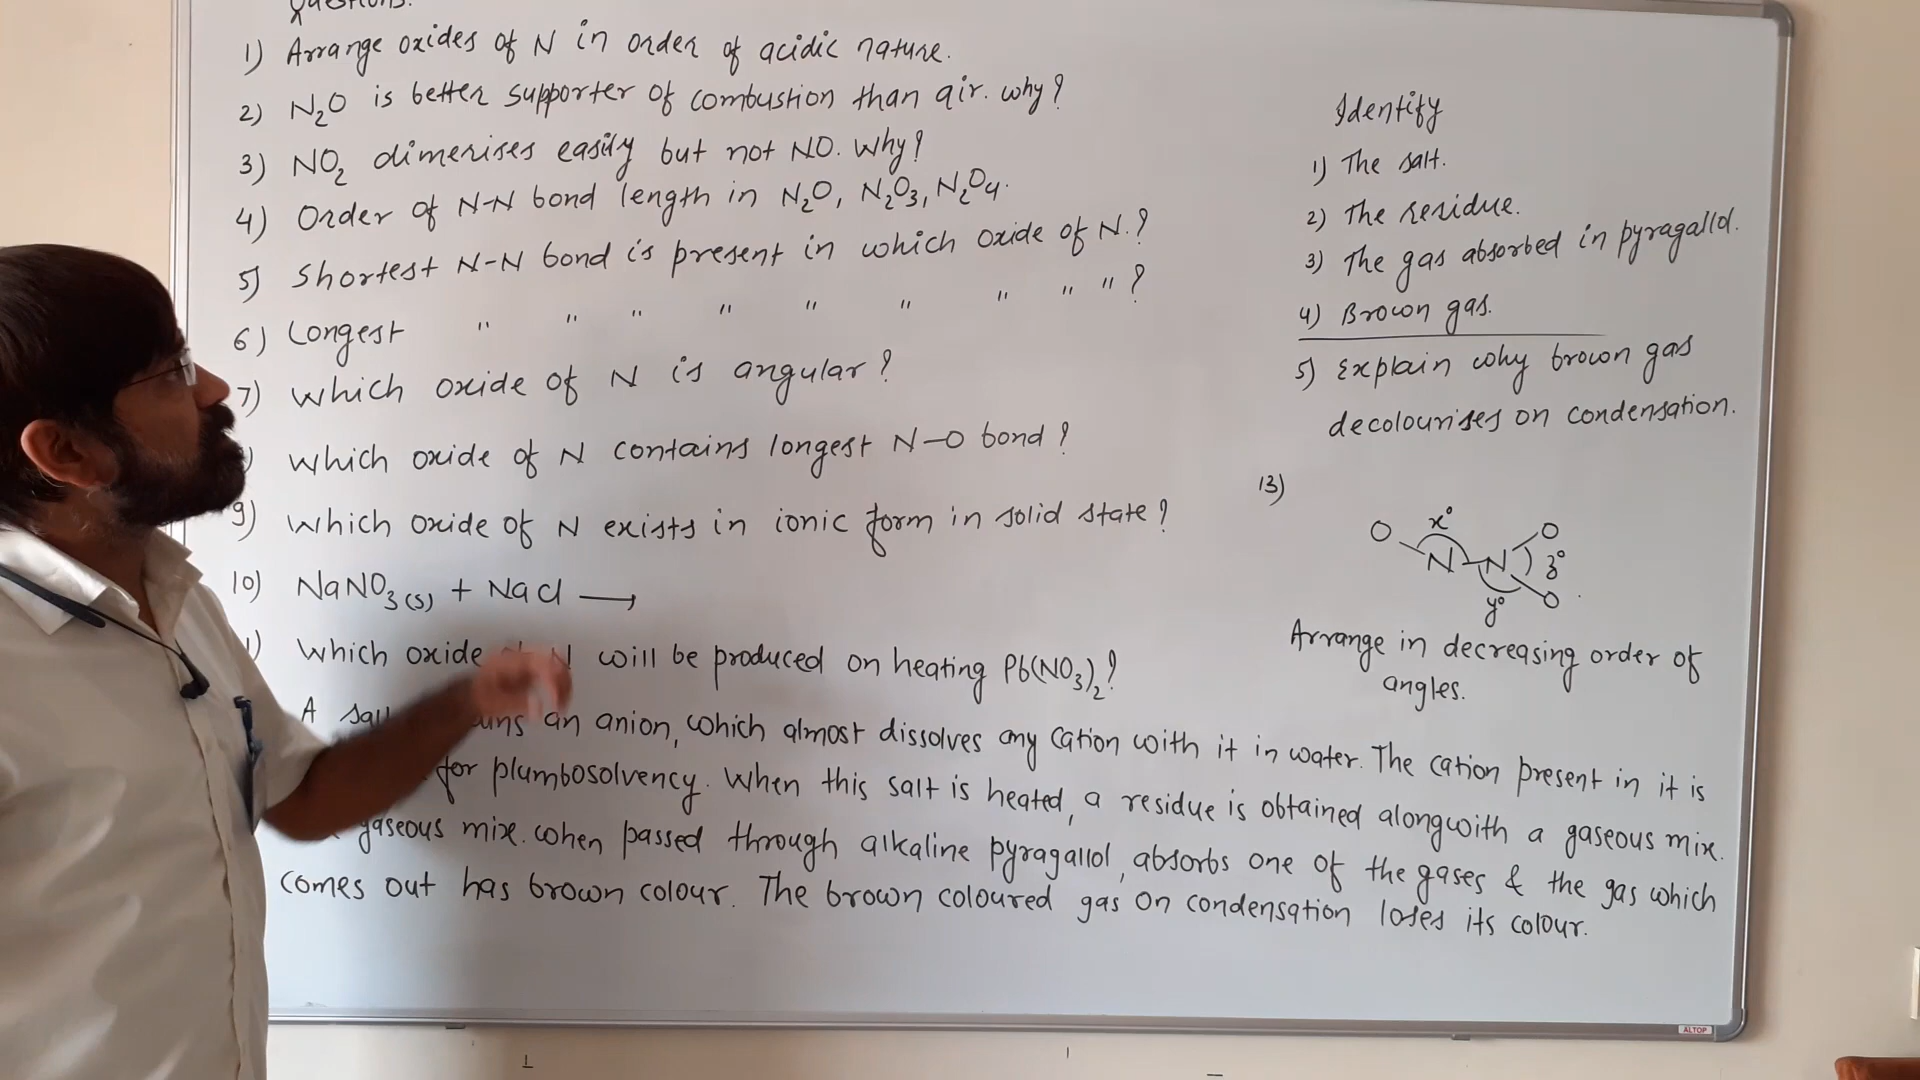 Questions.
1) Arrange oxides of N in order of acidic nature.
2) N₂O is better supporter of combustion than air. why?
3) NO₂ dimerises easily but not NO. Why?
4) Order of N-N bond length in N₂O, N₂O₃, N₂O₄.
5) Shortest N-N bond is present in which oxide of N.?
6) Longest " " " " " " " " " ?
7) Which oxide of N is angular?
) Which oxide of N contains longest N-O bond?
9) Which oxide of N exists in ionic form in solid state?
10) NaNO₃(s) + NaCl ⟶
1) Which oxide N will be produced on heating Pb(NO₃)₂?
A an anion, which almost dissolves any cation with it in water. The cation present in it is
for plumbosolvency. When this salt is heated, a residue is obtained alongwith a gaseous mix.
gaseous mix. when passed through alkaline pyragallol, absorbs one of the gases & the gas which
comes out has brown colour. The brown coloured gas on condensation loses its colour.
Identify
1) The salt.
2) The residue.
3) The gas absorbed in pyragallol.
4) Brown gas.
5) Explain why brown gas
decolourises on condensation.
13)
O x° O
N N z°
y° O
Arrange in decreasing order of
angles.
ALTOP